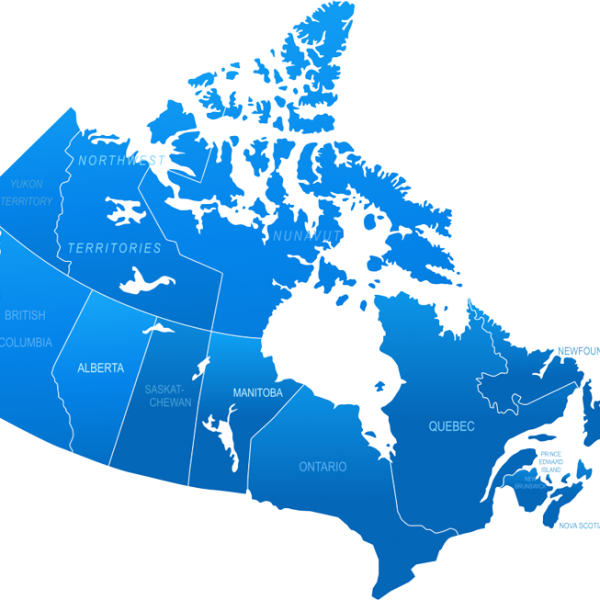 NORTHWEST
YUKON
TERRITORY
NUNAVUT
TERRITORIES
BRITISH
COLUMBIA
ALBERTA
SASKAT-
CHEWAN
MANITOBA
ONTARIO
QUEBEC
NEWFOUN
PRINCE
EDWARD
ISLAND
NEW
BRUNSWICK
NOVA SCOTI